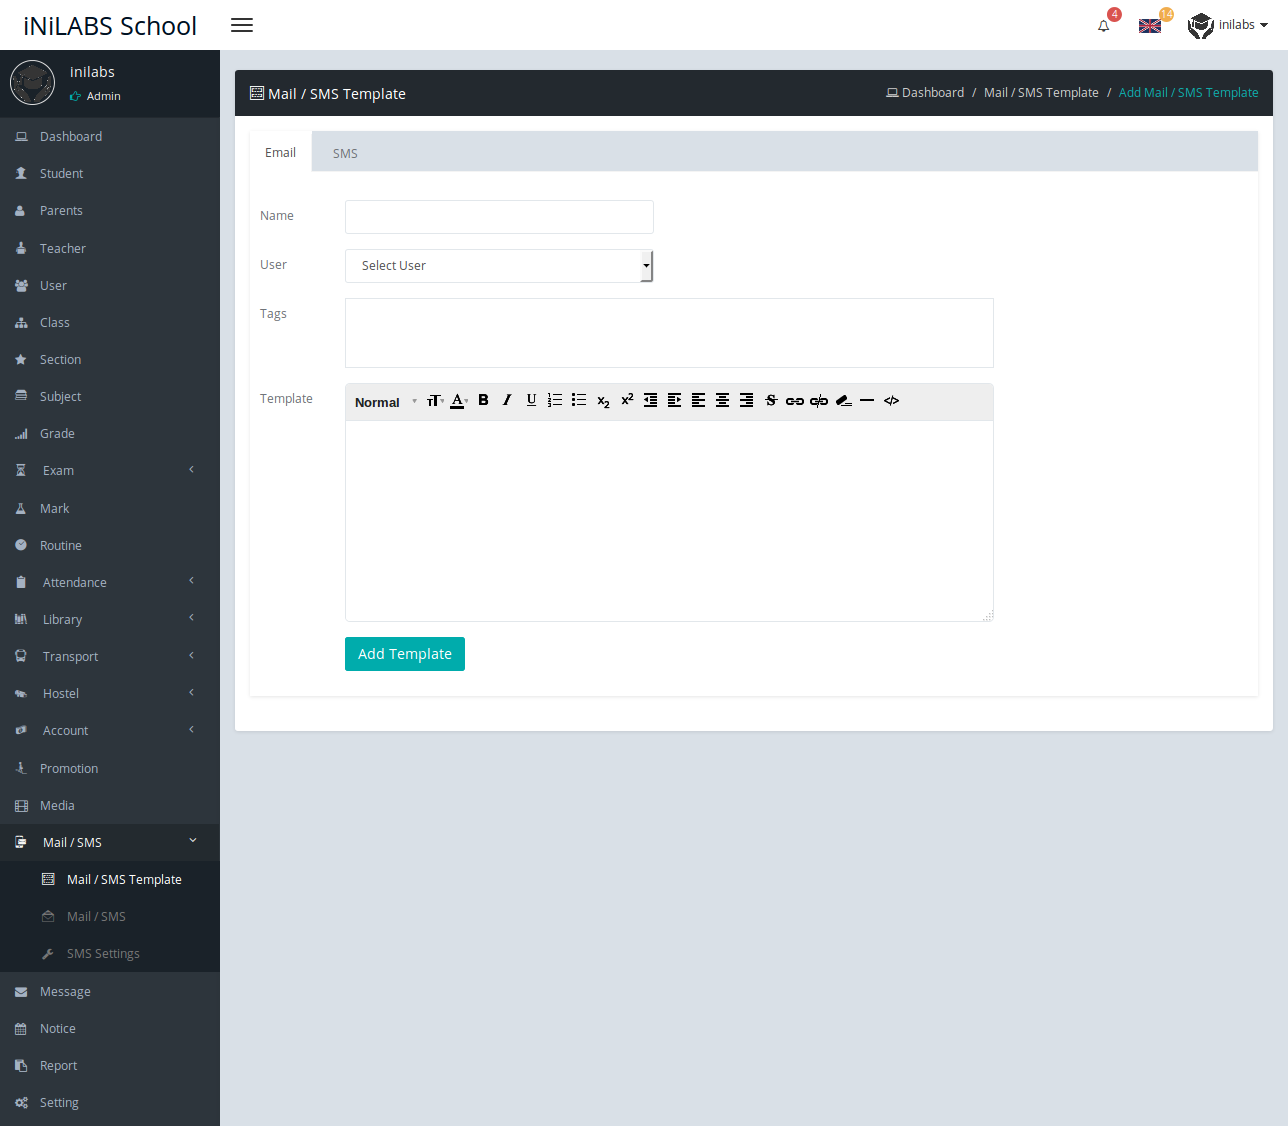 iNiLABS School
4
14
inilabs
inilabs
Admin
Dashboard
Student
Parents
Teacher
User
Class
Section
Subject
Grade
Exam
Mark
Routine
Attendance
Library
Transport
Hostel
Account
Promotion
Media
Mail / SMS
Mail / SMS Template
Mail / SMS
SMS Settings
Message
Notice
Report
Setting
Mail / SMS Template
Dashboard / Mail / SMS Template / Add Mail / SMS Template
Email SMS
Name
User Select User
Tags
Template
Normal TT A B I U x2 x2 S </>
Add Template